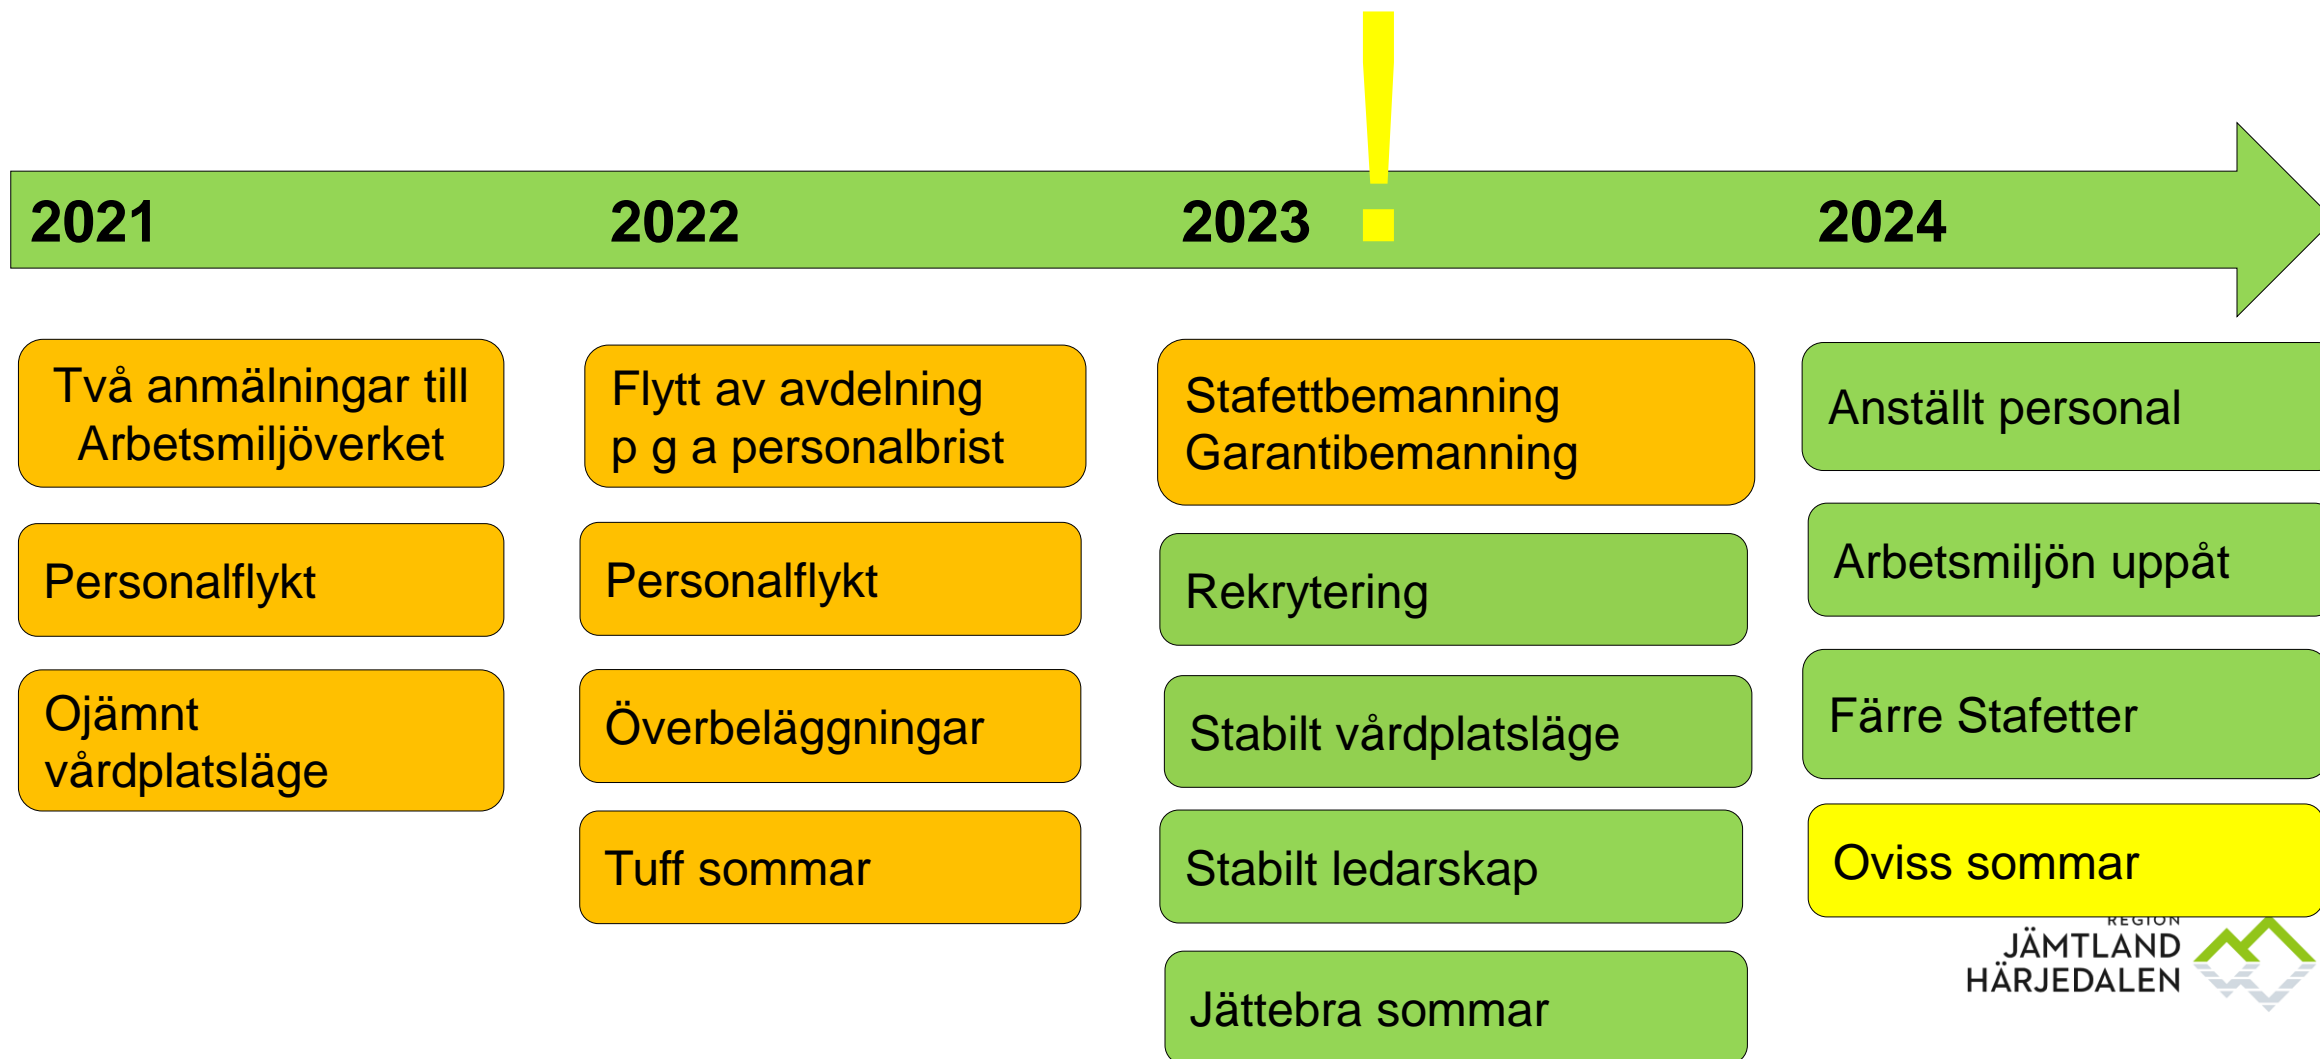 !
2021
2022
2023
2024
Två anmälningar till
Arbetsmiljöverket
Personalflykt
Ojämnt
vårdplatsläge
Flytt av avdelning
p g a personalbrist
Personalflykt
Överbeläggningar
Tuff sommar
Stafettbemanning
Garantibemanning
Rekrytering
Stabilt vårdplatsläge
Stabilt ledarskap
Jättebra sommar
Anställt personal
Arbetsmiljön uppåt
Färre Stafetter
Oviss sommar
REGION
JÄMTLAND
HÄRJEDALEN